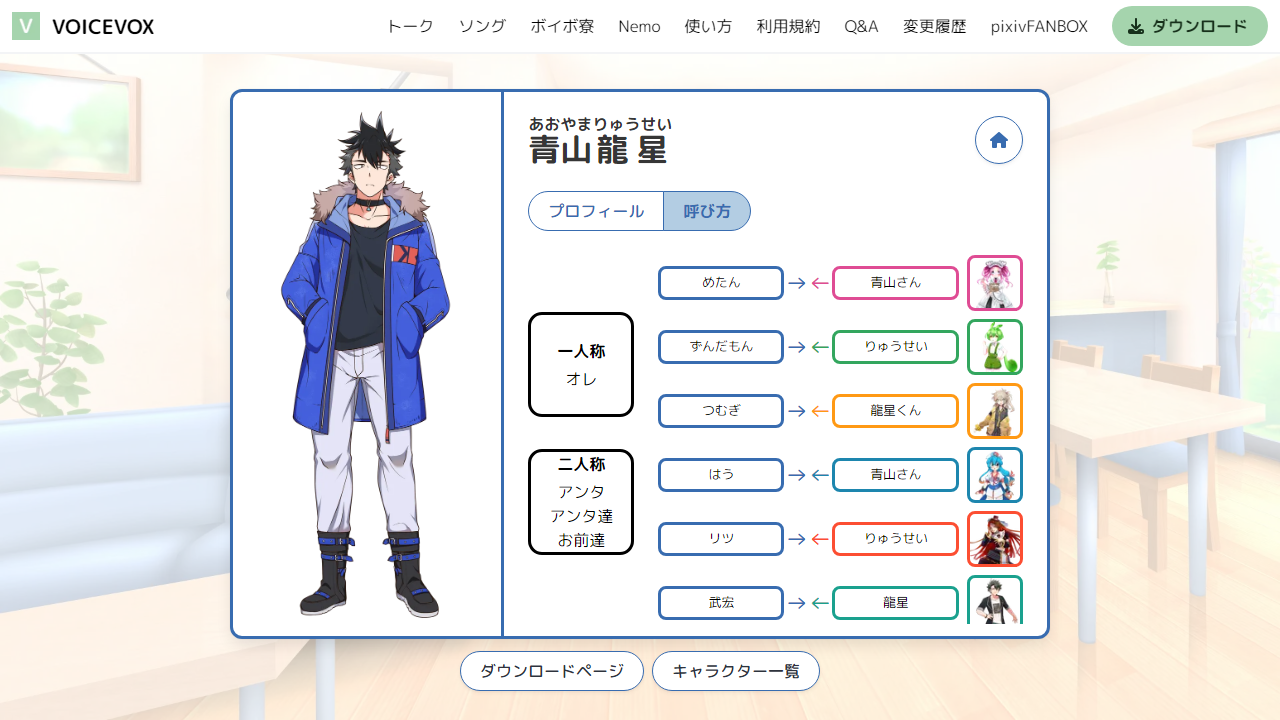 V VOICEVOX トーク ソング ボイボ寮 Nemo 使い方 利用規約 Q&A 変更履歴 pixivFANBOX ダウンロード
あおやまりゅうせい
青山 龍星
プロフィール 呼び方
めたん → ← 青山さん
一人称
オレ
ずんだもん → ← りゅうせい
つむぎ → ← 龍星くん
二人称
アンタ
アンタ達
お前達
はう → ← 青山さん
リツ → ← りゅうせい
武宏 → ← 龍星
ダウンロードページ キャラクター一覧